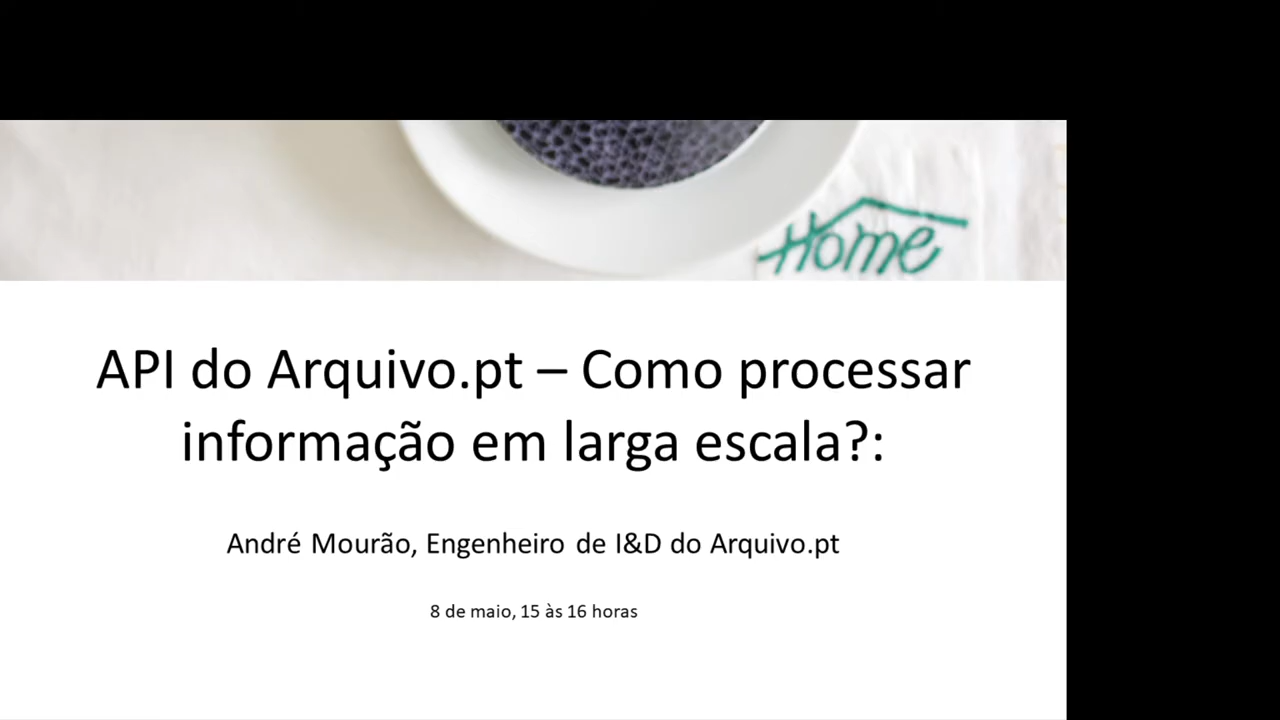 Home
API do Arquivo.pt – Como processar
informação em larga escala?:
André Mourão, Engenheiro de I&D do Arquivo.pt
8 de maio, 15 às 16 horas